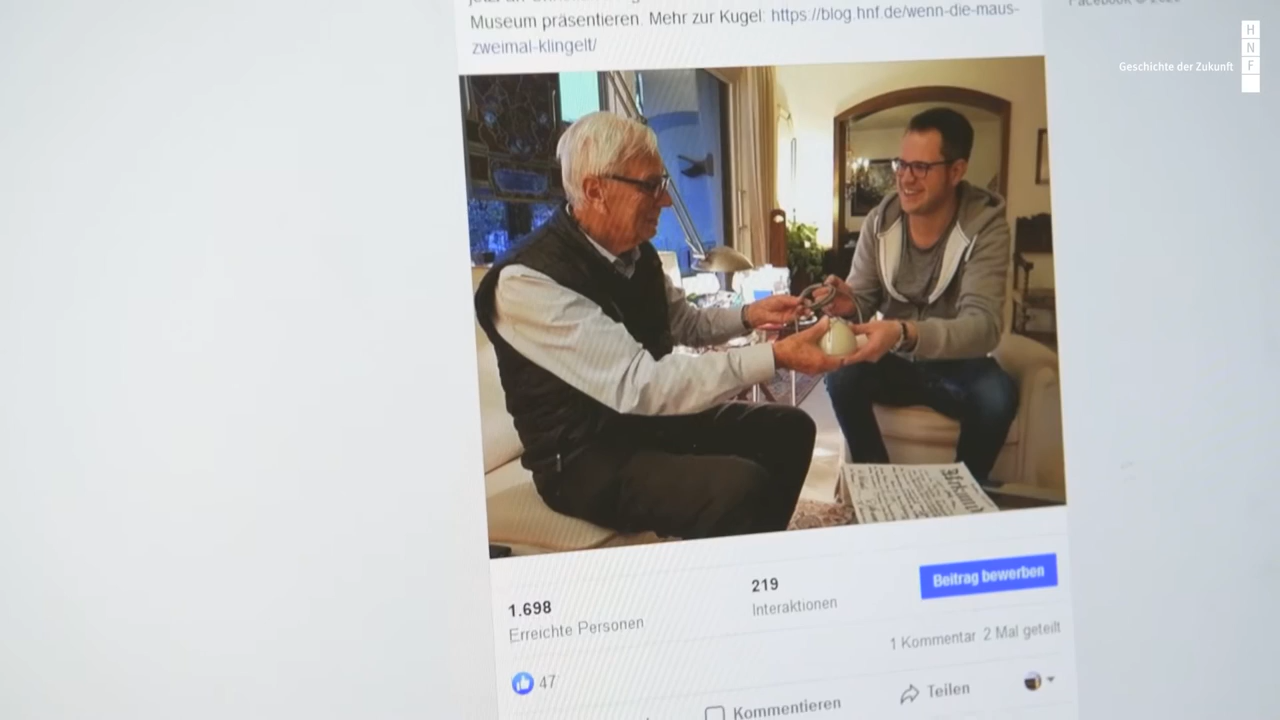 Museum präsentieren. Mehr zur Kugel: https://blog.hnf.de/wenn-die-maus-
zweimal-klingelt/
Geschichte der Zukunft
H
N
F
1.698
Erreichte Personen
219
Interaktionen
Beitrag bewerben
1 Kommentar 2 Mal geteilt
47
Kommentieren
Teilen